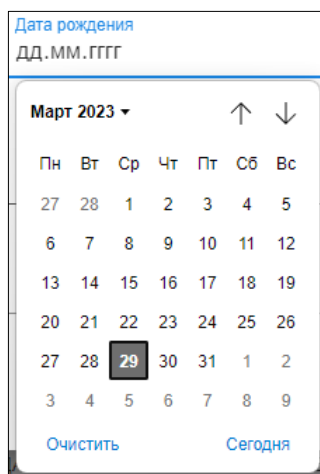 Дата рождения
ДД.ММ.ГГГГ
Март 2023
Пн Вт Ср Чт Пт Сб Вс
27 28 1 2 3 4 5
6 7 8 9 10 11 12
13 14 15 16 17 18 19
20 21 22 23 24 25 26
27 28 29 30 31 1 2
3 4 5 6 7 8 9
Очистить Сегодня